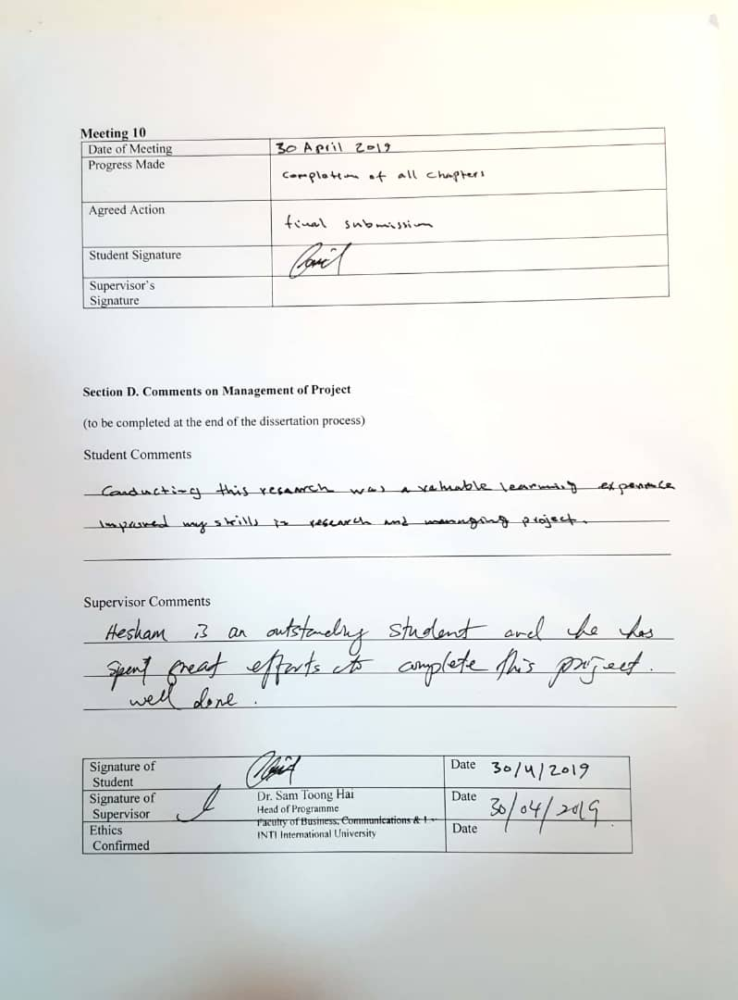 Meeting 10
Date of Meeting 30 April 2019
Progress Made
completion of all chapters
Agreed Action
final submission
Student Signature
Supervisor's
Signature
Section D. Comments on Management of Project
(to be completed at the end of the dissertation process)
Student Comments
Conducting this research was a valuable learning experience
Improved my skills in research and managing project.
Supervisor Comments
Hesham is an outstanding student and he has
spent great efforts to complete this project.
well done.
Signature of
Student
Date 30/4/2019
Signature of
Supervisor
Dr. Sam Toong Hai
Head of Programme
Faculty of Business, Communications &
INTI International University
Date 30/04/2019
Ethics
Confirmed
Date